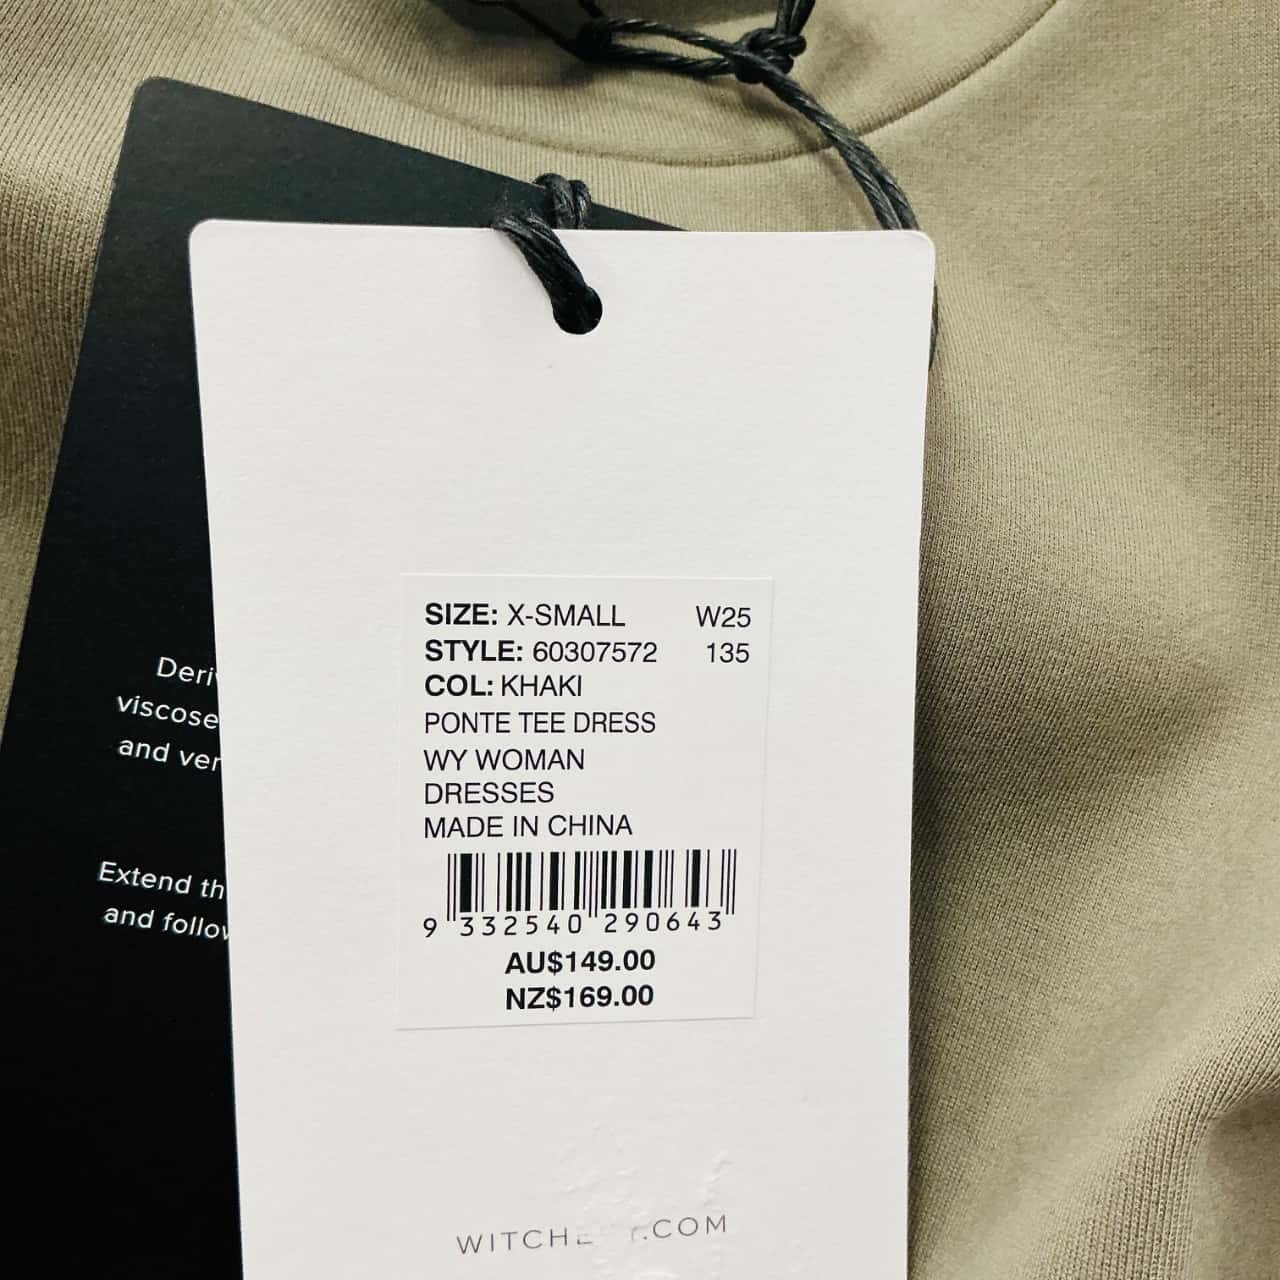 Deri
viscose
and ver
Extend th
and follow
SIZE: X-SMALL W25
STYLE: 60307572 135
COL: KHAKI
PONTE TEE DRESS
WY WOMAN
DRESSES
MADE IN CHINA
9 332540 290643
AU$149.00
NZ$169.00